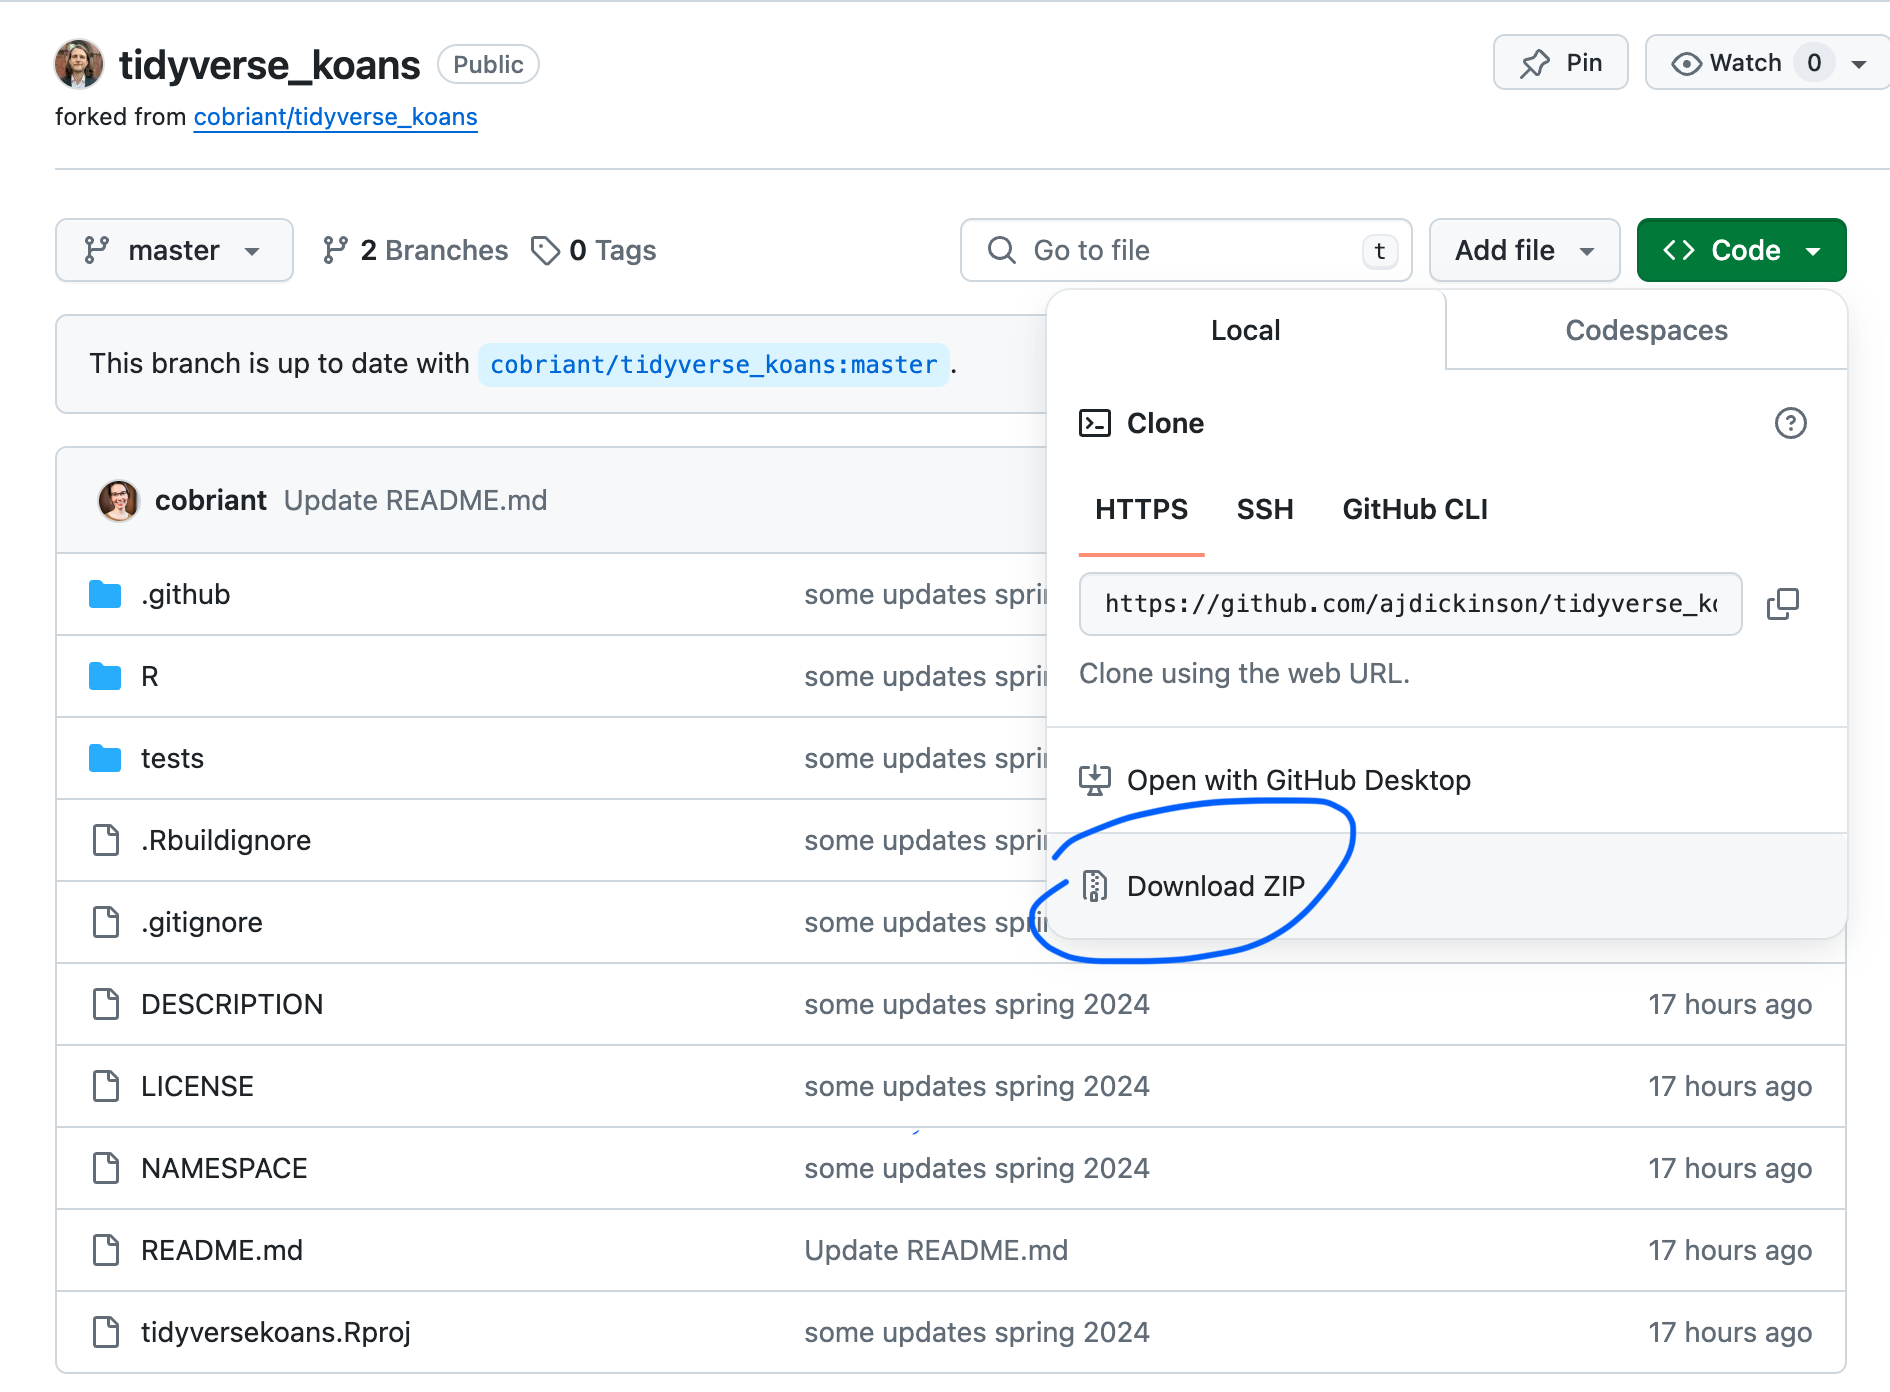 tidyverse_koans Public
Pin
Watch 0
forked from cobriant/tidyverse_koans
master
2 Branches
0 Tags
Go to file t
Add file
Code
This branch is up to date with cobriant/tidyverse_koans:master.
Local
Codespaces
Clone
HTTPS
SSH
GitHub CLI
https://github.com/ajdickinson/tidyverse_ko
Clone using the web URL.
Open with GitHub Desktop
Download ZIP
cobriant Update README.md
.github some updates spri
R some updates spri
tests some updates spri
.Rbuildignore some updates spri
.gitignore some updates spri
DESCRIPTION some updates spring 2024 17 hours ago
LICENSE some updates spring 2024 17 hours ago
NAMESPACE some updates spring 2024 17 hours ago
README.md Update README.md 17 hours ago
tidyversekoans.Rproj some updates spring 2024 17 hours ago